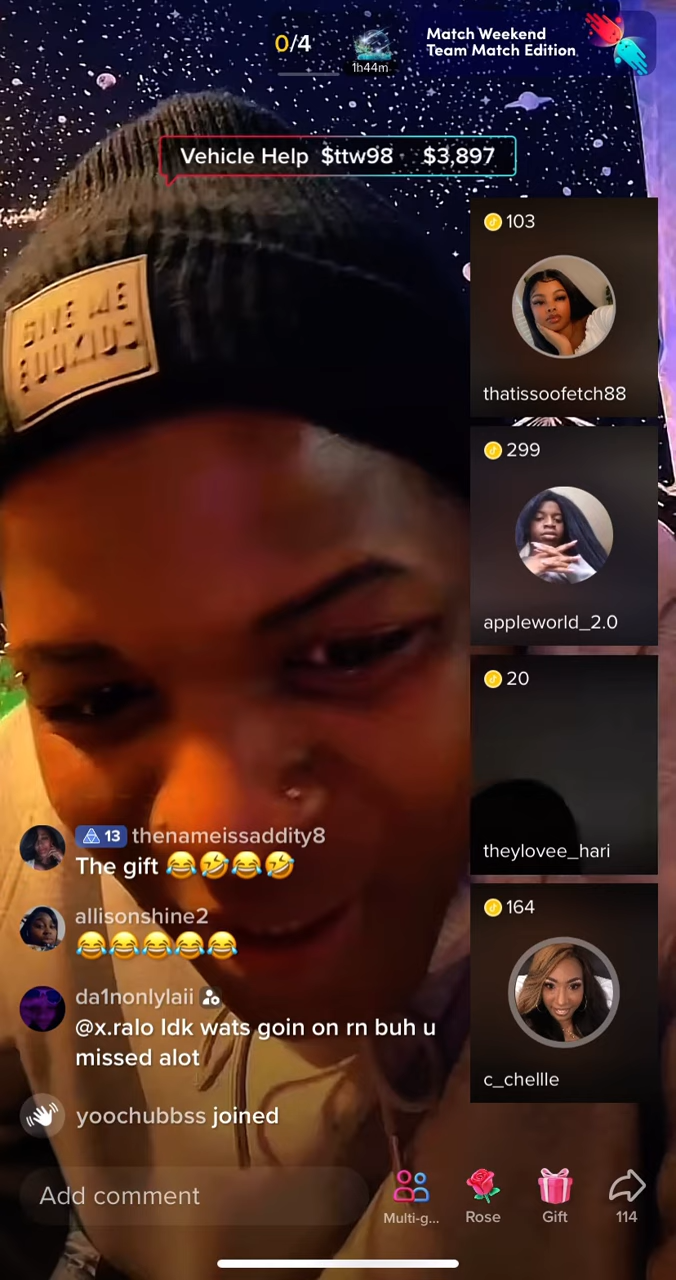 0/4
1h44m
Match Weekend
Team Match Edition
Vehicle Help $ttw98 $3,897
GIVE ME
103
thatissoofetch88
299
appleworld_2.0
20
theylovee_hari
164
c_chellle
13 thenameissaddity8
The gift 😂🤣😂🤣
allisonshine2
😂😂😂😂😂
da1nonlylaii
@x.ralo Idk wats goin on rn buh u
missed alot
yoochubbss joined
Add comment
Multi-g...
Rose
Gift
114